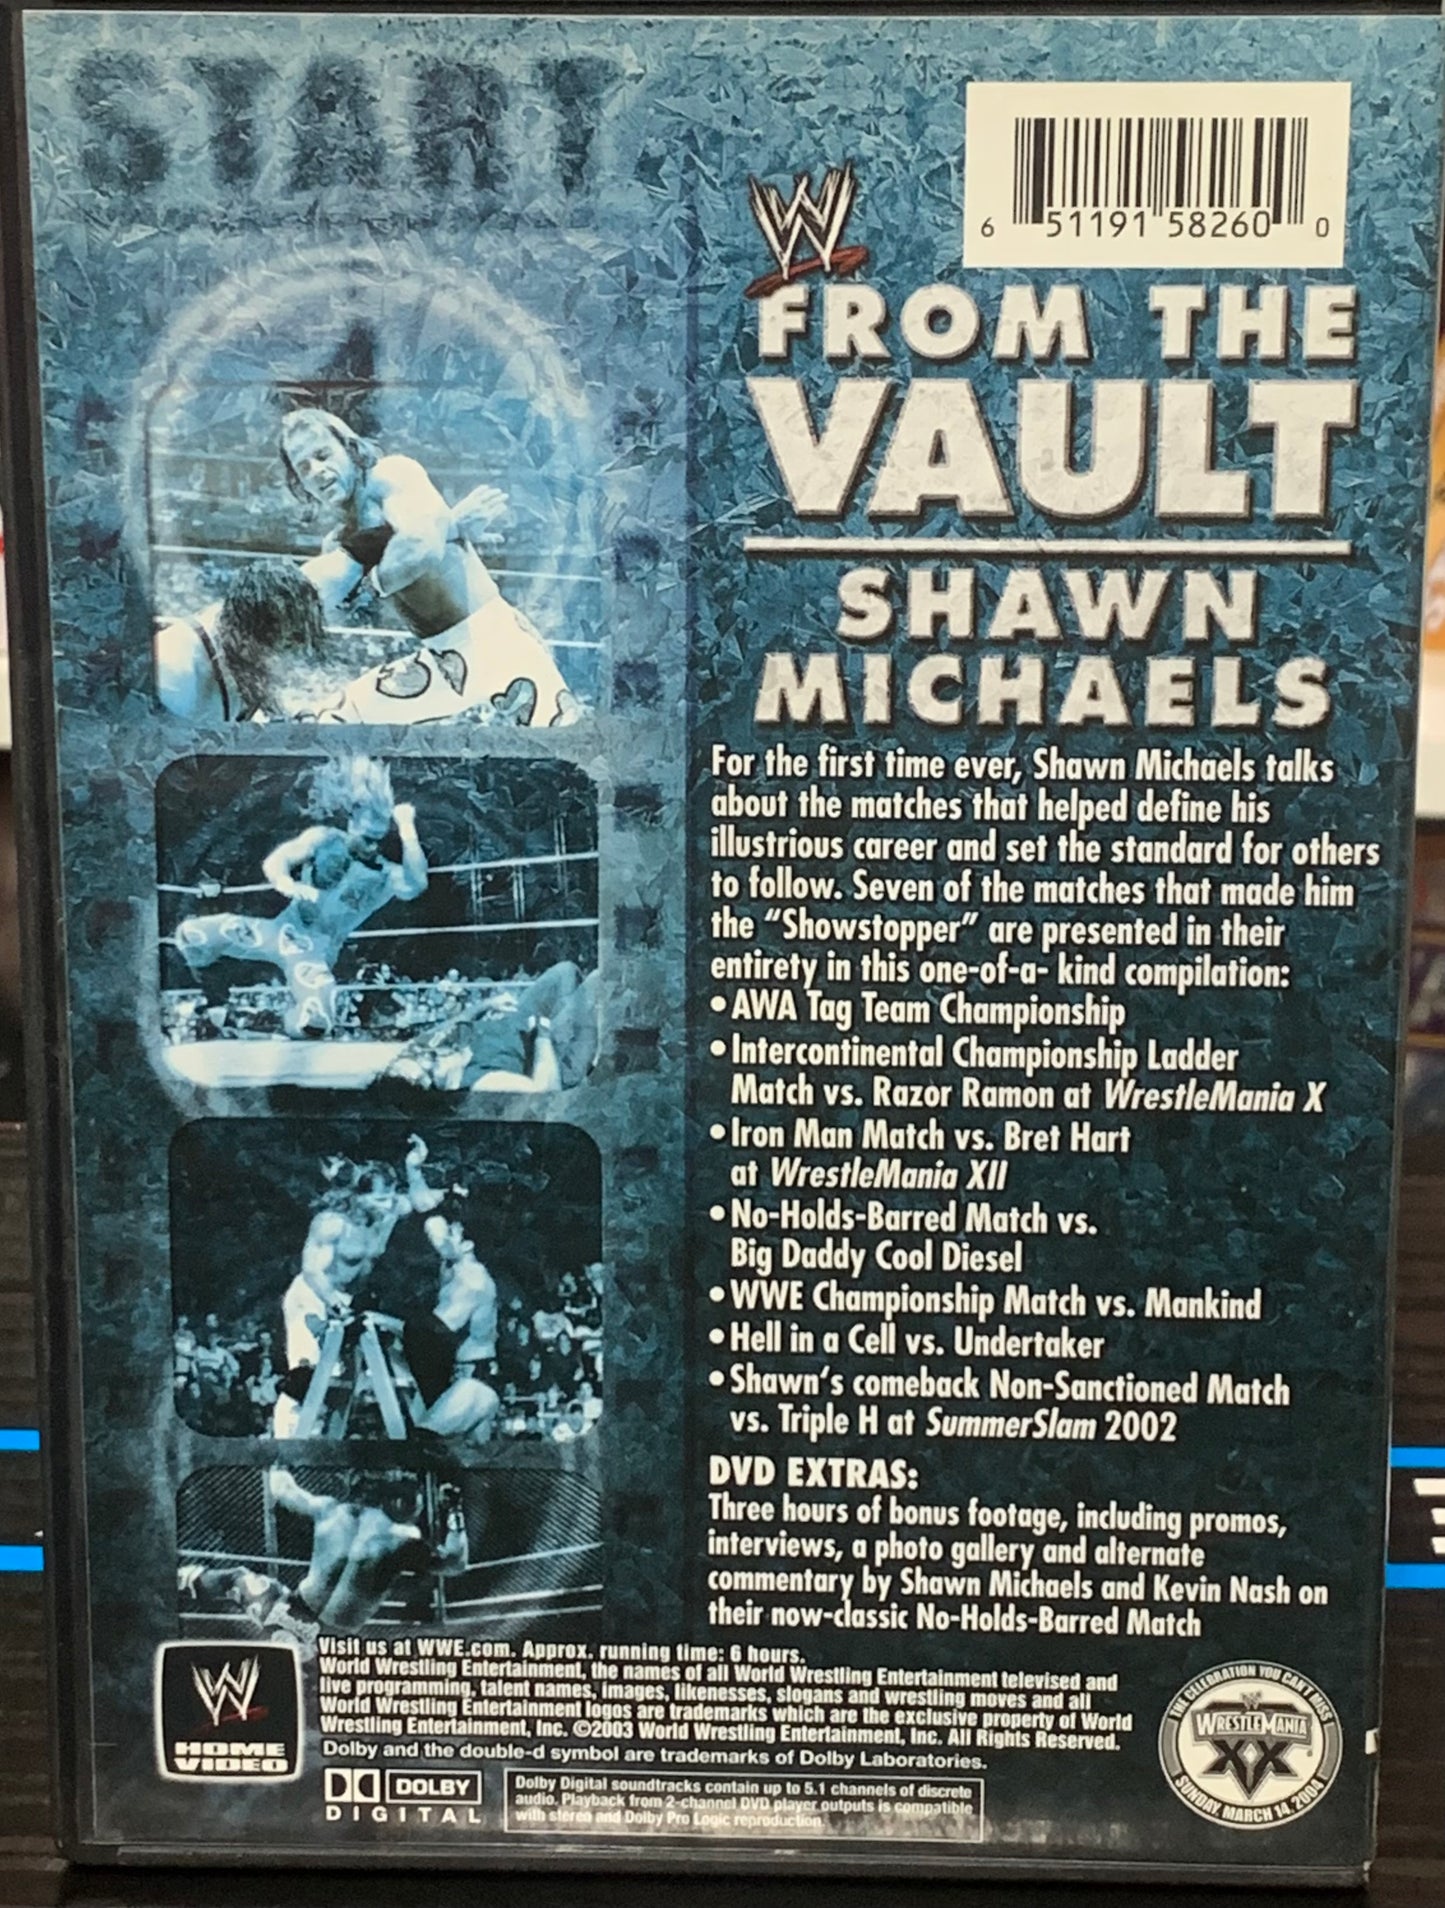 START
6 51191 58260 0
W
FROM THE
VAULT
SHAWN
MICHAELS
For the first time ever, Shawn Michaels talks
about the matches that helped define his
illustrious career and set the standard for others
to follow. Seven of the matches that made him
the “Showstopper” are presented in their
entirety in this one-of-a- kind compilation:
• AWA Tag Team Championship
• Intercontinental Championship Ladder
Match vs. Razor Ramon at WrestleMania X
• Iron Man Match vs. Bret Hart
at WrestleMania XII
• No-Holds-Barred Match vs.
Big Daddy Cool Diesel
• WWE Championship Match vs. Mankind
• Hell in a Cell vs. Undertaker
• Shawn's comeback Non-Sanctioned Match
vs. Triple H at SummerSlam 2002
DVD EXTRAS:
Three hours of bonus footage, including promos,
interviews, a photo gallery and alternate
commentary by Shawn Michaels and Kevin Nash on
their now-classic No-Holds-Barred Match
W
HOME
VIDEO
Visit us at WWE.com. Approx. running time: 6 hours.
World Wrestling Entertainment, the names of all World Wrestling Entertainment televised and
live programming, talent names, images, likenesses, slogans and wrestling moves and all
World Wrestling Entertainment logos are trademarks which are the exclusive property of World
Wrestling Entertainment, Inc. ©2003 World Wrestling Entertainment, Inc. All Rights Reserved.
Dolby and the double-d symbol are trademarks of Dolby Laboratories.
DOLBY
DIGITAL
Dolby Digital soundtracks contain up to 5.1 channels of discrete
audio. Playback from 2-channel DVD player outputs is compatible
with stereo and Dolby Pro Logic reproduction.
THE CELEBRATION YOU CAN'T MISS
WRESTLEMANIA
XX
SUNDAY, MARCH 14, 2004